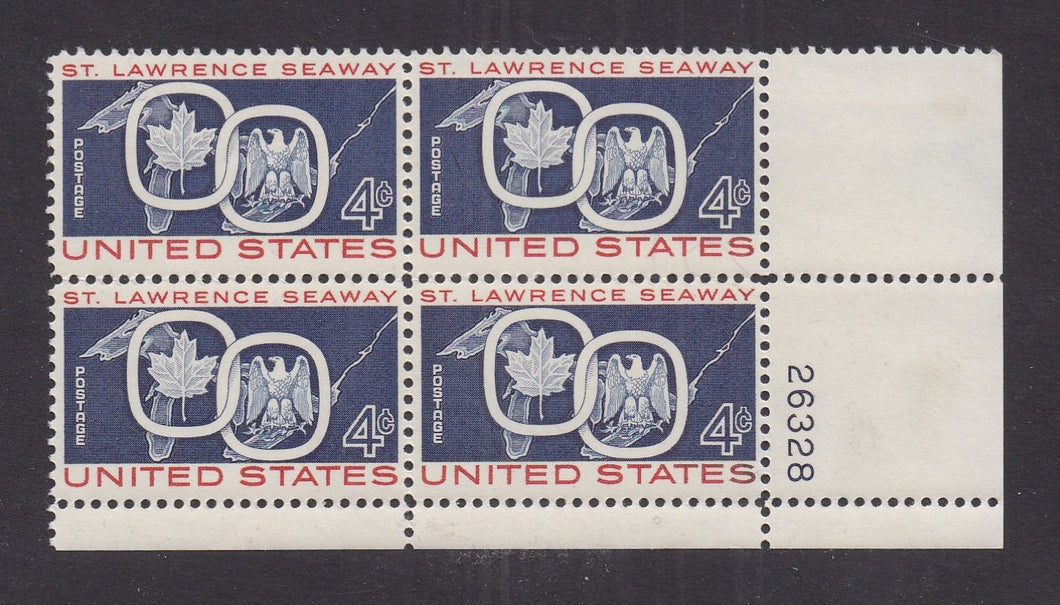 ST. LAWRENCE SEAWAY
POSTAGE
4¢
UNITED STATES
ST. LAWRENCE SEAWAY
POSTAGE
4¢
UNITED STATES
ST. LAWRENCE SEAWAY
POSTAGE
4¢
UNITED STATES
ST. LAWRENCE SEAWAY
POSTAGE
4¢
UNITED STATES
26328